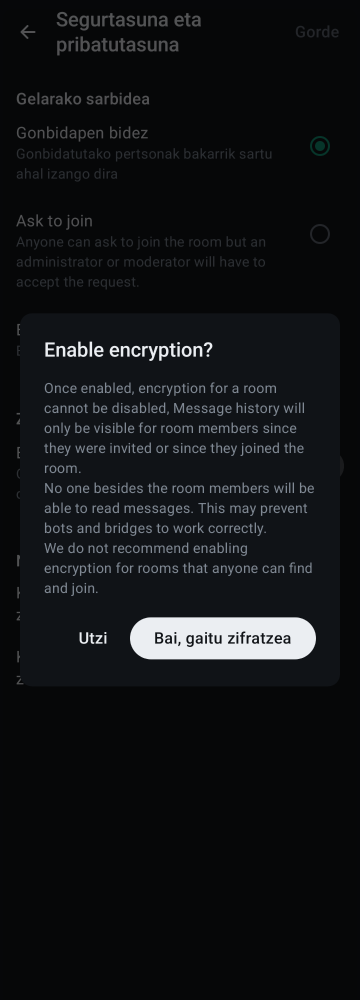 Segurtasuna eta
pribatutasuna
Gorde
Gelarako sarbidea
Gonbidapen bidez
Gonbidatutako pertsonak bakarrik sartu
ahal izango dira
Ask to join
Anyone can ask to join the room but an
administrator or moderator will have to
accept the request.
Enable encryption?
Once enabled, encryption for a room
cannot be disabled, Message history will
only be visible for room members since
they were invited or since they joined the
room.
No one besides the room members will be
able to read messages. This may prevent
bots and bridges to work correctly.
We do not recommend enabling
encryption for rooms that anyone can find
and join.
Utzi
Bai, gaitu zifratzea